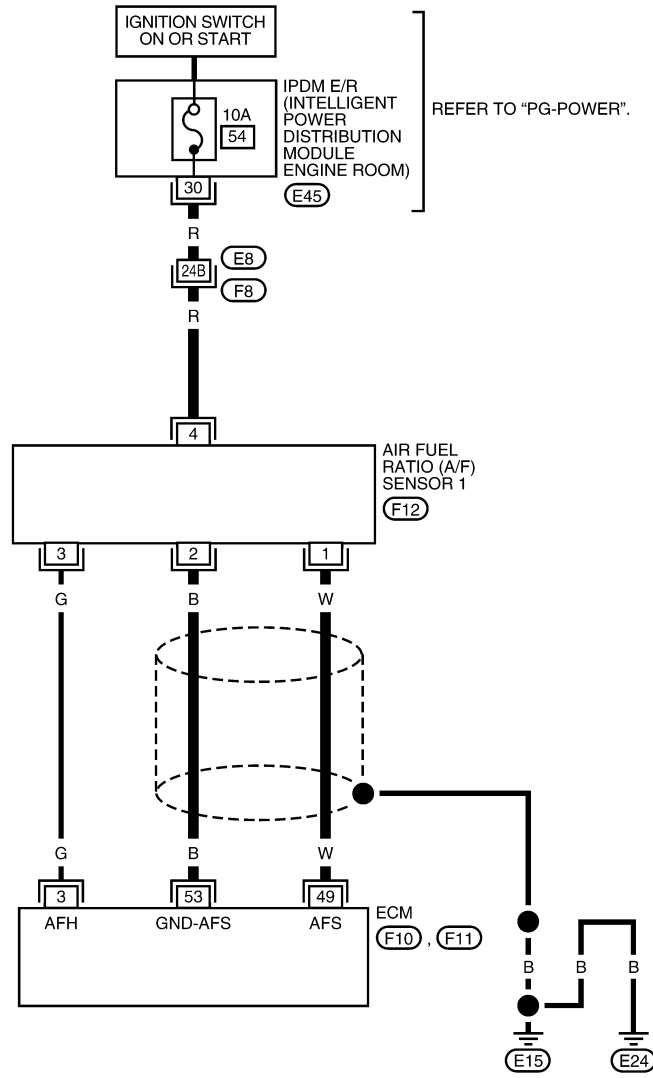 IGNITION SWITCH
ON OR START
10A
54
IPDM E/R
(INTELLIGENT
POWER
DISTRIBUTION
MODULE
ENGINE ROOM)
E45
REFER TO “PG-POWER”.
30
R
24B
E8
F8
R
4
AIR FUEL
RATIO (A/F)
SENSOR 1
F12
3 2 1
G B W
G B W
3 53 49
AFH GND-AFS AFS
ECM
F10 , F11
B B B
E15 E24